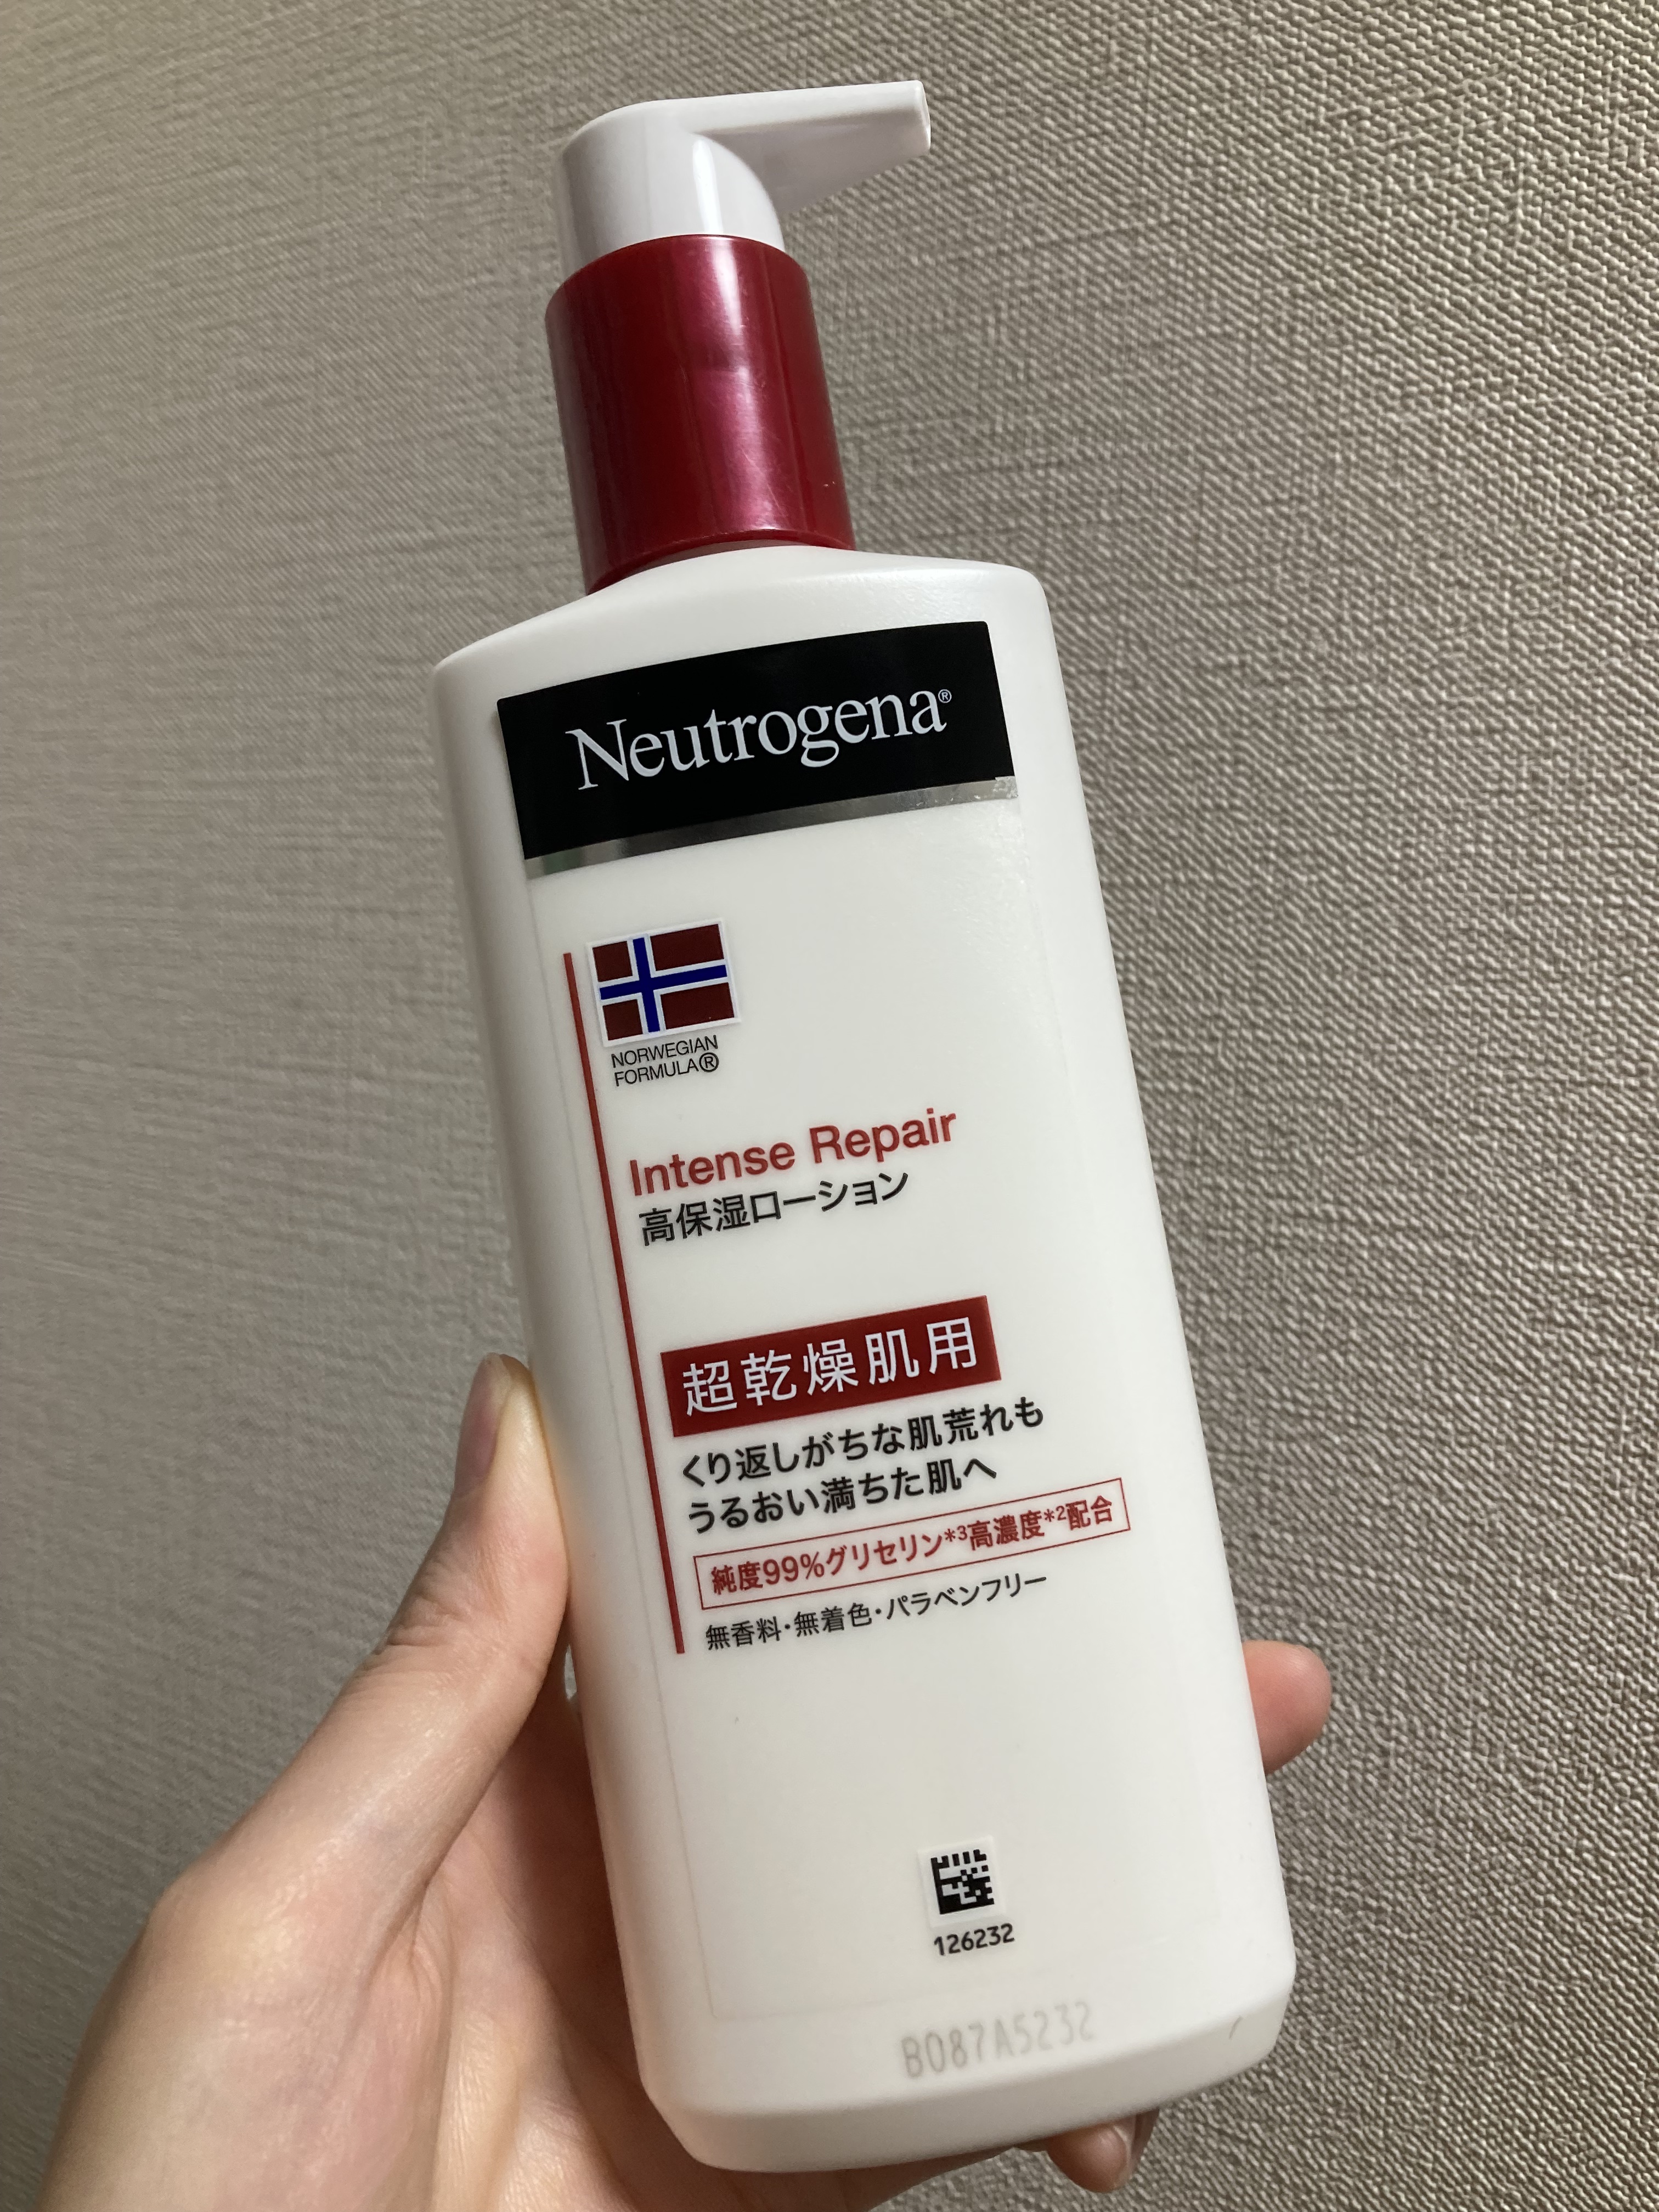 Neutrogena®
NORWEGIAN
FORMULA®
Intense Repair
高保湿ローション
超乾燥肌用
くり返しがちな肌荒れも
うるおい満ちた肌へ
純度99%グリセリン*3高濃度*2配合
無香料・無着色・パラベンフリー
126232
B087A5232